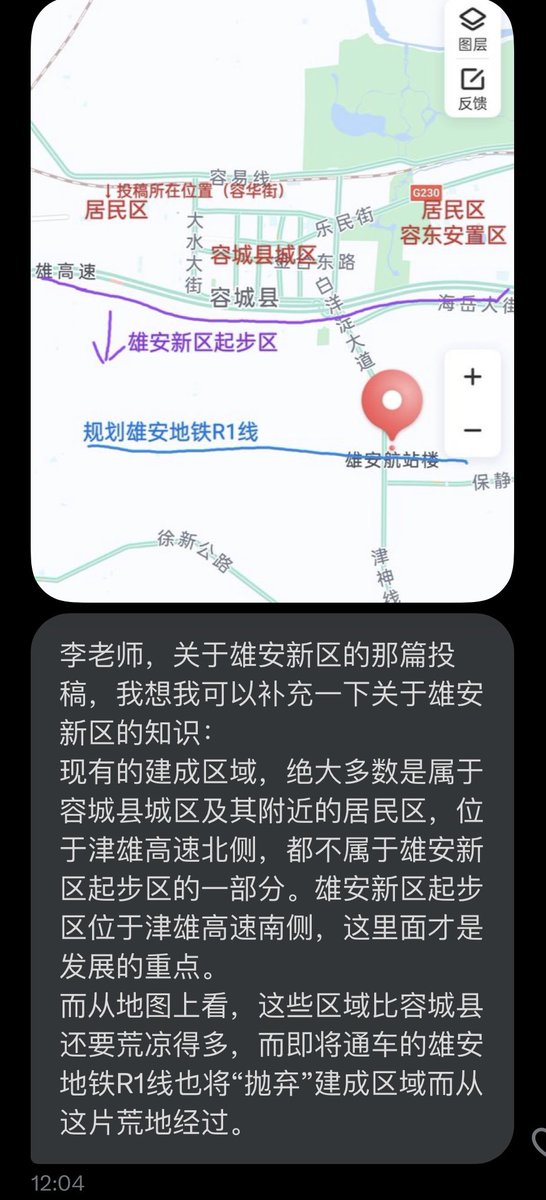 图层
反馈
容易线
↓投稿所在位置（容华街）
G230
居民区
居民区
容东安置区
大水大街
乐民街
容城县城区
东路
雄高速
容城县
白洋淀大道
海岳大街
雄安新区起步区
规划雄安地铁R1线
雄安航站楼
保静
徐新公路
津神线
李老师，关于雄安新区的那篇投
稿，我想我可以补充一下关于雄安
新区的知识：
现有的建成区域，绝大多数是属于
容城县城区及其附近的居民区，位
于津雄高速北侧，都不属于雄安新
区起步区的一部分。雄安新区起步
区位于津雄高速南侧，这里面才是
发展的重点。
而从地图上看，这些区域比容城县
还要荒凉得多，而即将通车的雄安
地铁R1线也将“抛弃”建成区域而从
这片荒地经过。
12:04